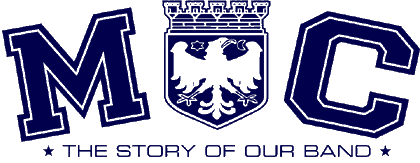 M C
★ THE STORY OF OUR BAND ★